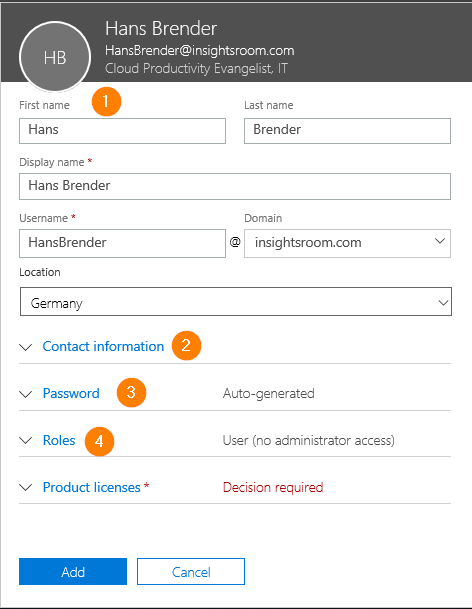 HB
Hans Brender
HansBrender@insightsroom.com
Cloud Productivity Evangelist, IT
First name 1 Last name
Hans Brender
Display name *
Hans Brender
Username * Domain
HansBrender @ insightsroom.com
Location
Germany
Contact information 2
Password 3 Auto-generated
Roles 4 User (no administrator access)
Product licenses * Decision required
Add Cancel